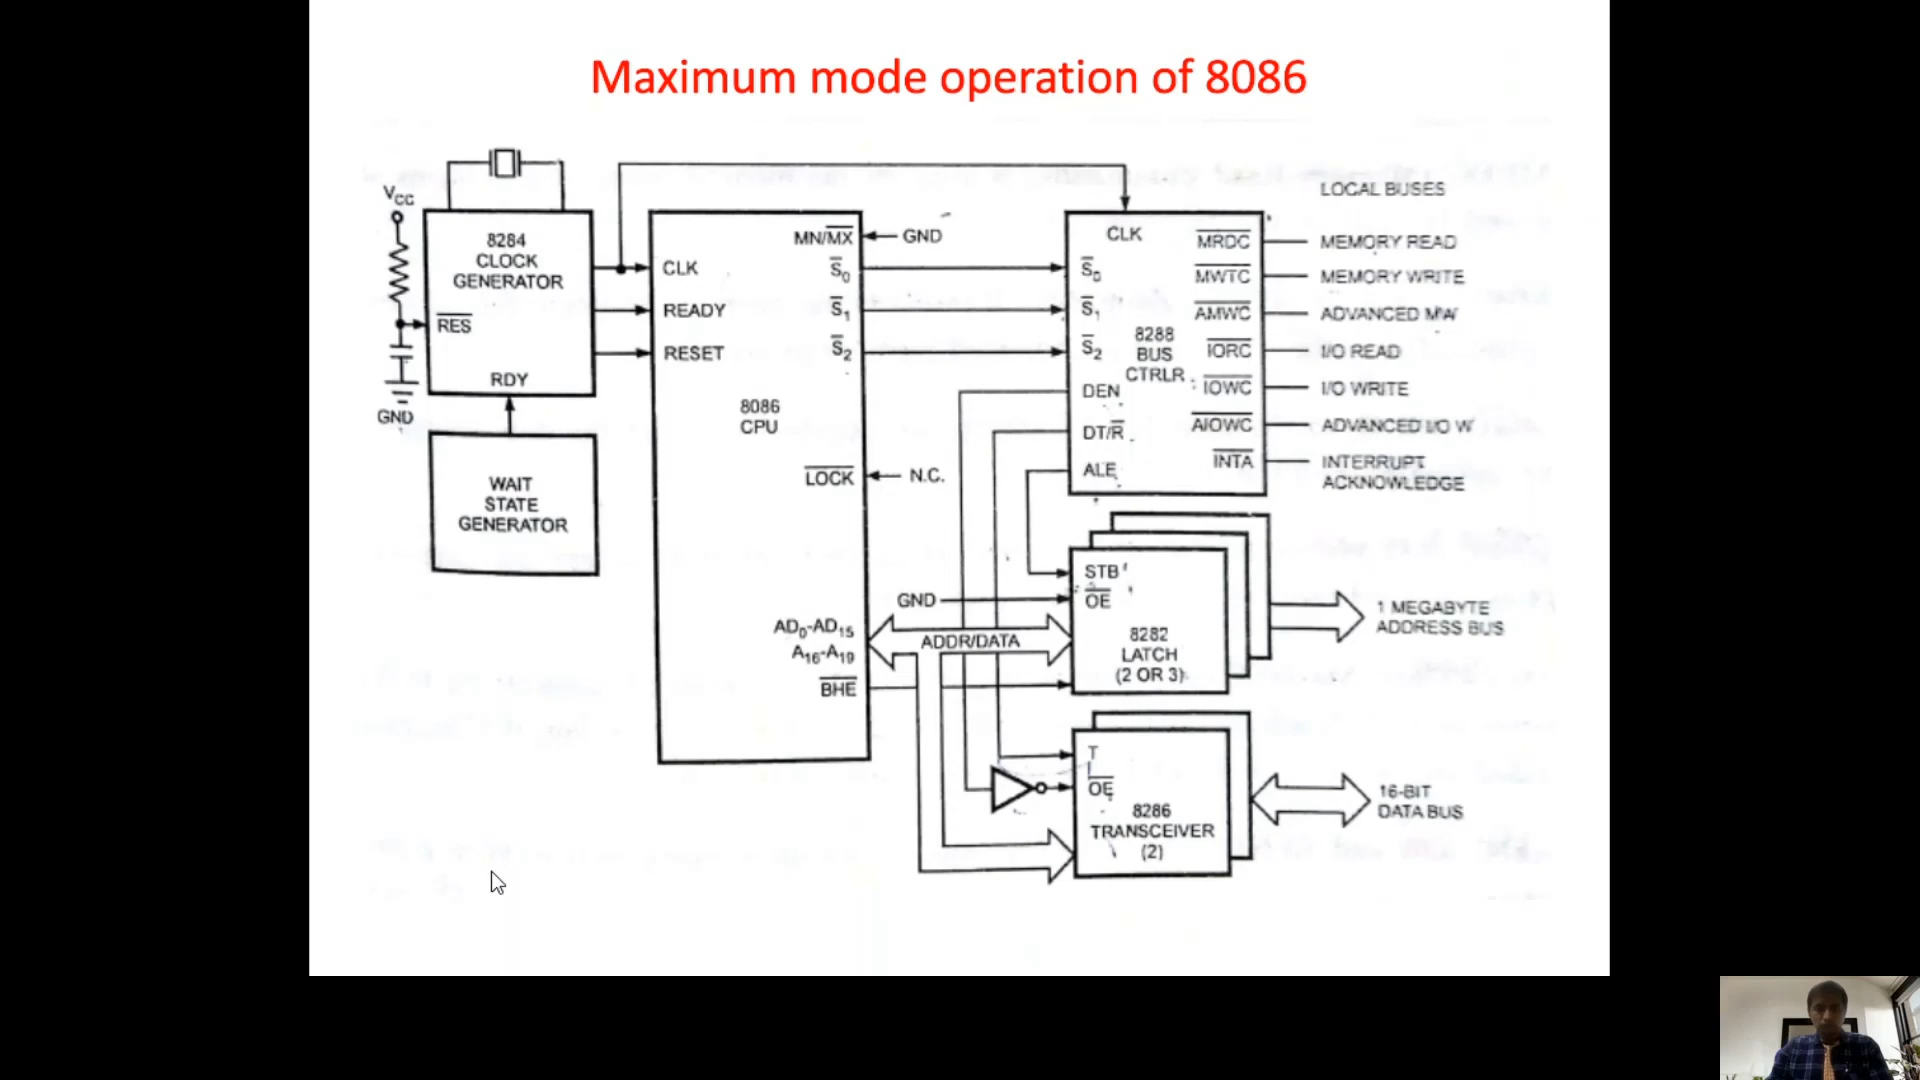 Maximum mode operation of 8086
V_CC
8284
CLOCK
GENERATOR
RES
RDY
GND
WAIT
STATE
GENERATOR
MN/MX
CLK
READY
RESET
S0
S1
S2
8086
CPU
LOCK
AD0-AD15
A16-A19
BHE
GND
N.C.
GND
ADDR/DATA
CLK
S0
S1
S2
8288
BUS
CTRLR
DEN
DT/R
ALE
MRDC
MWTC
AMWC
IORC
IOWC
AIOWC
INTA
LOCAL BUSES
MEMORY READ
MEMORY WRITE
ADVANCED MW
I/O READ
I/O WRITE
ADVANCED I/O W
INTERRUPT
ACKNOWLEDGE
STB
OE
8282
LATCH
(2 OR 3)
1 MEGABYTE
ADDRESS BUS
T
OE
8286
TRANSCEIVER
(2)
16-BIT
DATA BUS